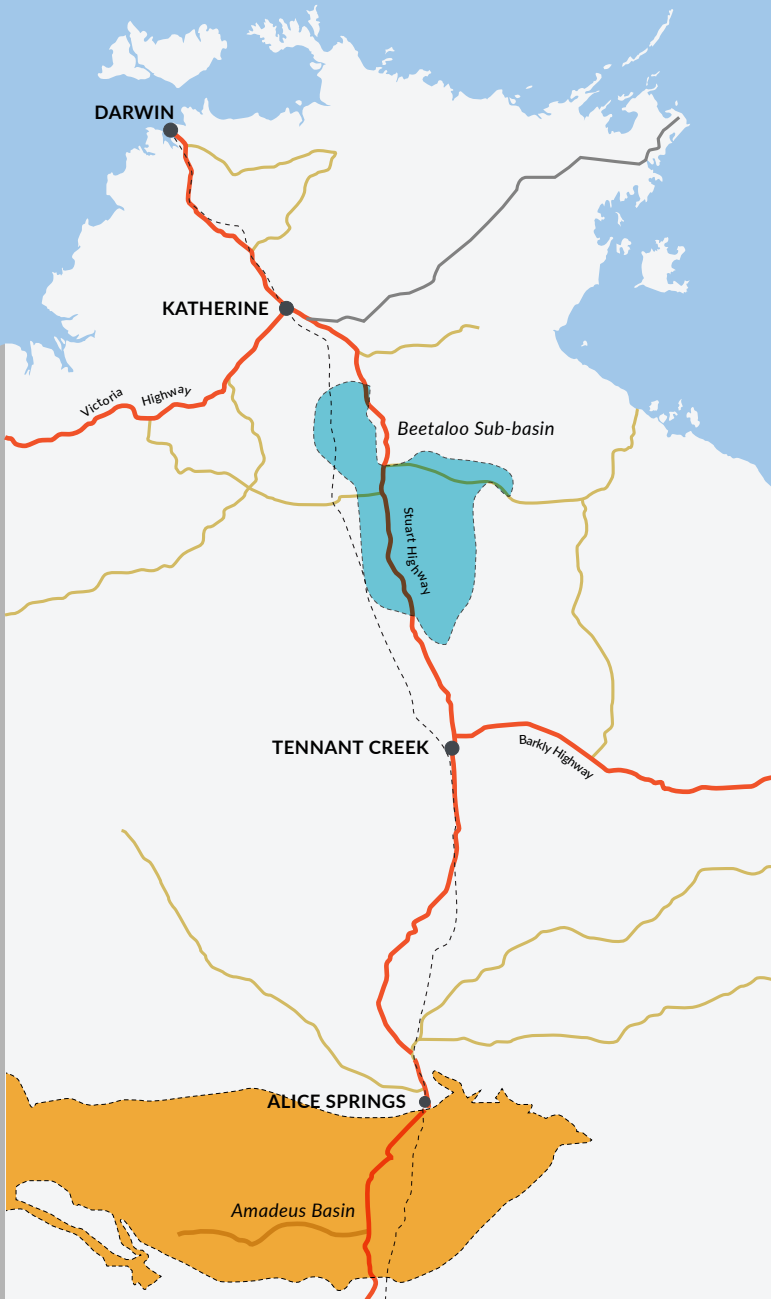 DARWIN
KATHERINE
Victoria Highway
Beetaloo Sub-basin
Stuart Highway
TENNANT CREEK
Barkly Highway
ALICE SPRINGS
Amadeus Basin